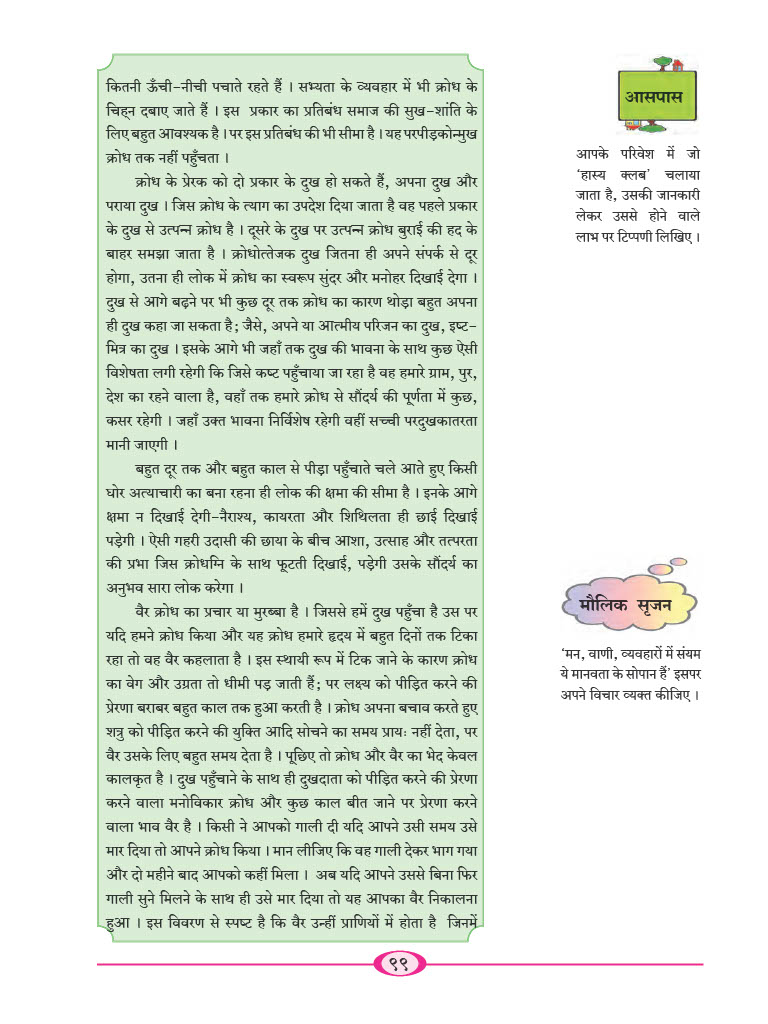 कितनी ऊँची-नीची पचाते रहते हैं । सभ्यता के व्यवहार में भी क्रोध के
चिह्न दबाए जाते हैं । इस प्रकार का प्रतिबंध समाज की सुख-शांति के
लिए बहुत आवश्यक है । पर इस प्रतिबंध की भी सीमा है । यह परपीड़कोन्मुख
क्रोध तक नहीं पहुँचता ।
क्रोध के प्रेरक को दो प्रकार के दुख हो सकते हैं, अपना दुख और
पराया दुख । जिस क्रोध के त्याग का उपदेश दिया जाता है वह पहले प्रकार
के दुख से उत्पन्न क्रोध है । दूसरे के दुख पर उत्पन्न क्रोध बुराई की हद के
बाहर समझा जाता है । क्रोधोत्तेजक दुख जितना ही अपने संपर्क से दूर
होगा, उतना ही लोक में क्रोध का स्वरूप सुंदर और मनोहर दिखाई देगा ।
दुख से आगे बढ़ने पर भी कुछ दूर तक क्रोध का कारण थोड़ा बहुत अपना
ही दुख कहा जा सकता है; जैसे, अपने या आत्मीय परिजन का दुख, इष्ट-
मित्र का दुख । इसके आगे भी जहाँ तक दुख की भावना के साथ कुछ ऐसी
विशेषता लगी रहेगी कि जिसे कष्ट पहुँचाया जा रहा है वह हमारे ग्राम, पुर,
देश का रहने वाला है, वहाँ तक हमारे क्रोध से सौंदर्य की पूर्णता में कुछ,
कसर रहेगी । जहाँ उक्त भावना निर्विशेष रहेगी वहीं सच्ची परदुखकातरता
मानी जाएगी ।
बहुत दूर तक और बहुत काल से पीड़ा पहुँचाते चले आते हुए किसी
घोर अत्याचारी का बना रहना ही लोक की क्षमा की सीमा है । इनके आगे
क्षमा न दिखाई देगी-नैराश्य, कायरता और शिथिलता ही छाई दिखाई
पड़ेगी । ऐसी गहरी उदासी की छाया के बीच आशा, उत्साह और तत्परता
की प्रभा जिस क्रोधाग्नि के साथ फूटती दिखाई, पड़ेगी उसके सौंदर्य का
अनुभव सारा लोक करेगा ।
वैर क्रोध का प्रचार या मुरब्बा है । जिससे हमें दुख पहुँचा है उस पर
यदि हमने क्रोध किया और यह क्रोध हमारे हृदय में बहुत दिनों तक टिका
रहा तो वह वैर कहलाता है । इस स्थायी रूप में टिक जाने के कारण क्रोध
का वेग और उग्रता तो धीमी पड़ जाती हैं; पर लक्ष्य को पीड़ित करने की
प्रेरणा बराबर बहुत काल तक हुआ करती है । क्रोध अपना बचाव करते हुए
शत्रु को पीड़ित करने की युक्ति आदि सोचने का समय प्रायः नहीं देता, पर
वैर उसके लिए बहुत समय देता है । पूछिए तो क्रोध और वैर का भेद केवल
कालकृत है । दुख पहुँचाने के साथ ही दुखदाता को पीड़ित करने की प्रेरणा
करने वाला मनोविकार क्रोध और कुछ काल बीत जाने पर प्रेरणा करने
वाला भाव वैर है । किसी ने आपको गाली दी यदि आपने उसी समय उसे
मार दिया तो आपने क्रोध किया । मान लीजिए कि वह गाली देकर भाग गया
और दो महीने बाद आपको कहीं मिला । अब यदि आपने उससे बिना फिर
गाली सुने मिलने के साथ ही उसे मार दिया तो यह आपका वैर निकालना
हुआ । इस विवरण से स्पष्ट है कि वैर उन्हीं प्राणियों में होता है जिनमें
आसपास
आपके परिवेश में जो
‘हास्य क्लब’ चलाया
जाता है, उसकी जानकारी
लेकर उससे होने वाले
लाभ पर टिप्पणी लिखिए ।
मौलिक सृजन
‘मन, वाणी, व्यवहारों में संयम
ये मानवता के सोपान हैं’ इसपर
अपने विचार व्यक्त कीजिए ।
९९